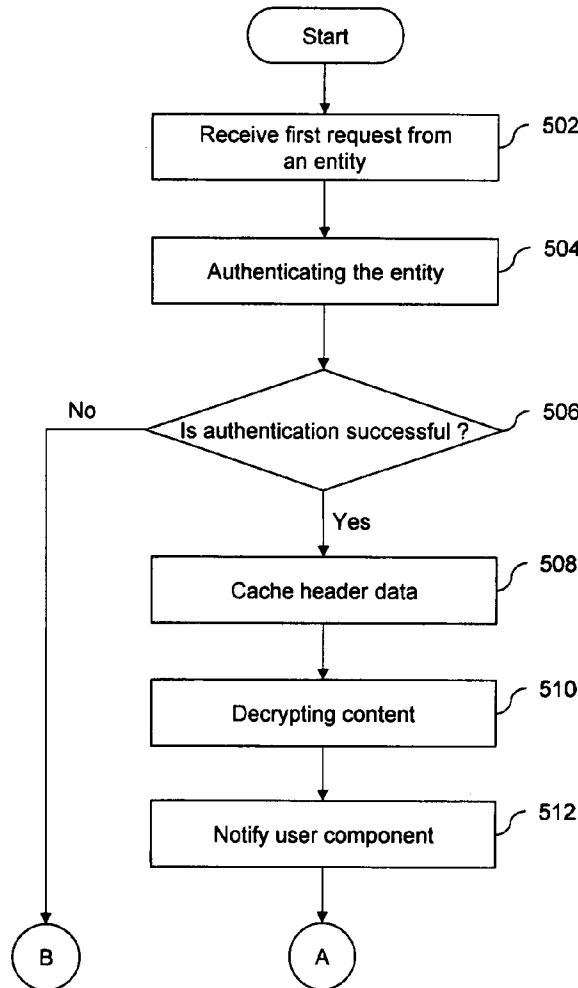 Start
Receive first request from
an entity
502
Authenticating the entity
504
No
Is authentication successful ?
506
Yes
Cache header data
508
Decrypting content
510
Notify user component
512
B
A